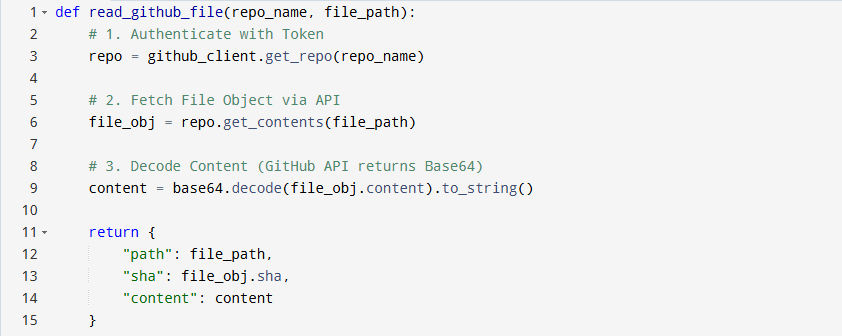 1 def read_github_file(repo_name, file_path):
2     # 1. Authenticate with Token
3     repo = github_client.get_repo(repo_name)
4
5     # 2. Fetch File Object via API
6     file_obj = repo.get_contents(file_path)
7
8     # 3. Decode Content (GitHub API returns Base64)
9     content = base64.decode(file_obj.content).to_string()
10
11     return {
12         "path": file_path,
13         "sha": file_obj.sha,
14         "content": content
15     }